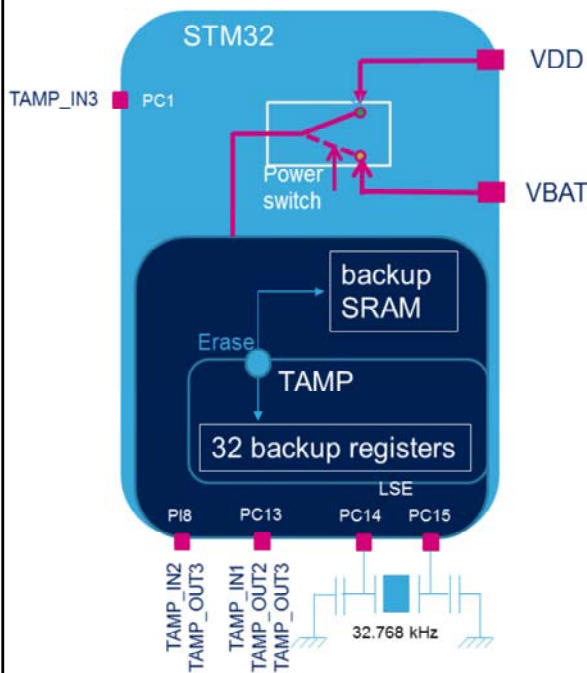 STM32
VDD
TAMP_IN3
PC1
Power
switch
VBAT
backup
SRAM
Erase
TAMP
32 backup registers
LSE
PI8
PC13
PC14
PC15
TAMP_IN2
TAMP_OUT3
TAMP_IN1
TAMP_OUT2
TAMP_OUT3
32.768 kHz